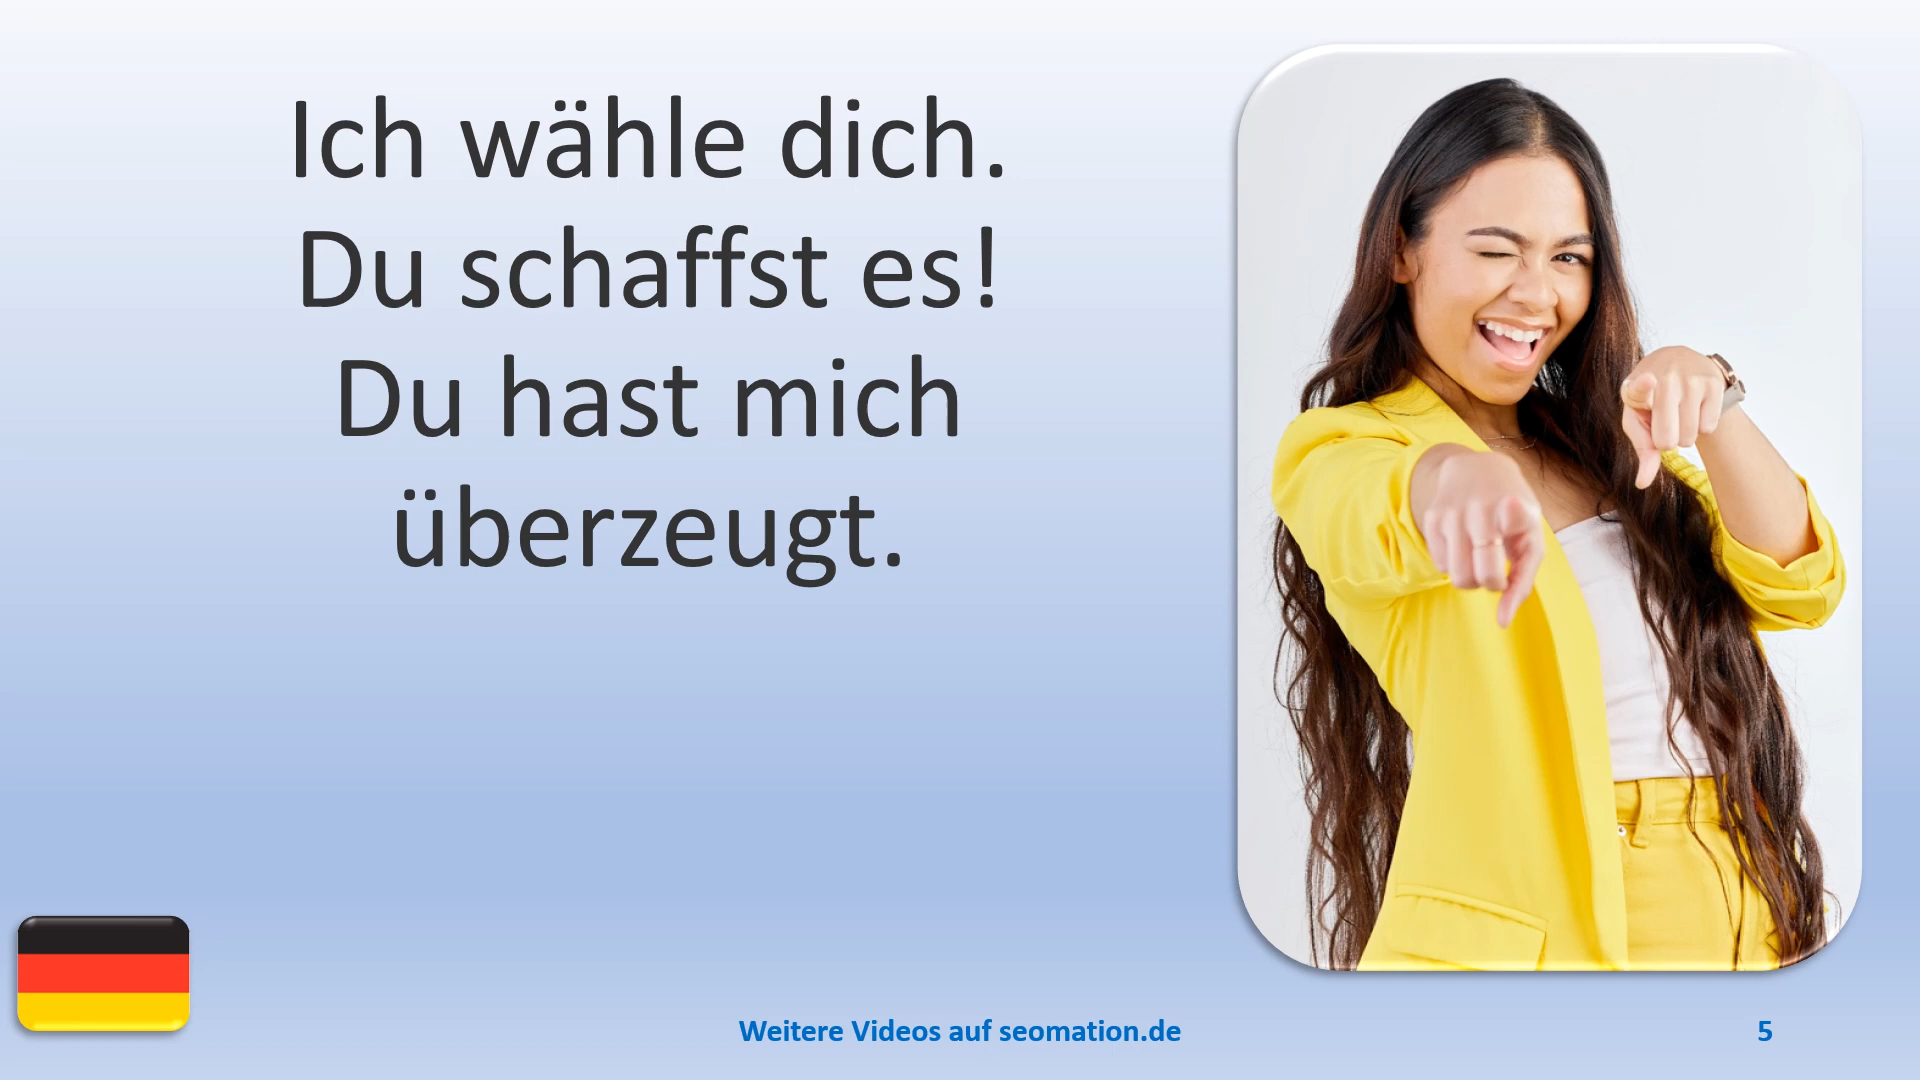 Ich wähle dich.
Du schaffst es!
Du hast mich
überzeugt.
Weitere Videos auf seomation.de
5